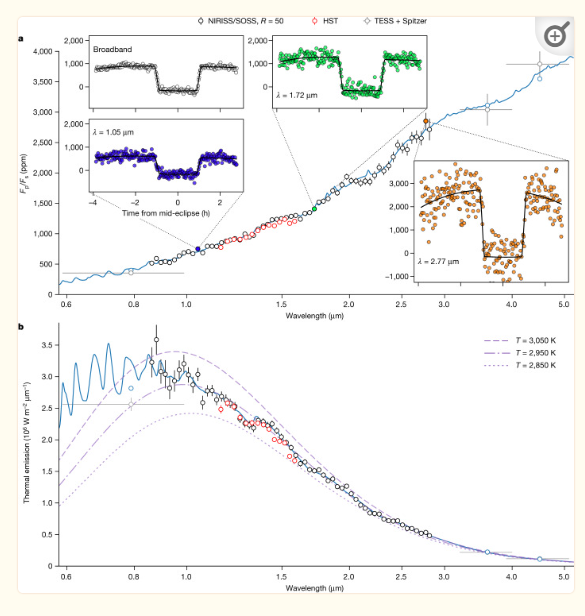 NIRISS/SOSS, R = 50 HST TESS + Spitzer
a
4,000
3,500
3,000
2,500
2,000
1,500
1,000
500
0
Fp/Fs (ppm)
2,000
1,000
0
Broadband
2,000
1,000
0
λ = 1.05 μm
−4 −2 0 2
Time from mid-eclipse (h)
2,000
1,000
0
λ = 1.72 μm
3,000
2,000
1,000
0
−1,000
λ = 2.77 μm
0.6 1.0 1.5 2.0 2.5 3.0 4.0 5.0
Wavelength (μm)
b
3.5
3.0
2.5
2.0
1.5
1.0
0.5
0
Thermal emission (10⁶ W m⁻² μm⁻¹)
T = 3,050 K
T = 2,950 K
T = 2,850 K
0.6 1.0 1.5 2.0 2.5 3.0 4.0 5.0
Wavelength (μm)